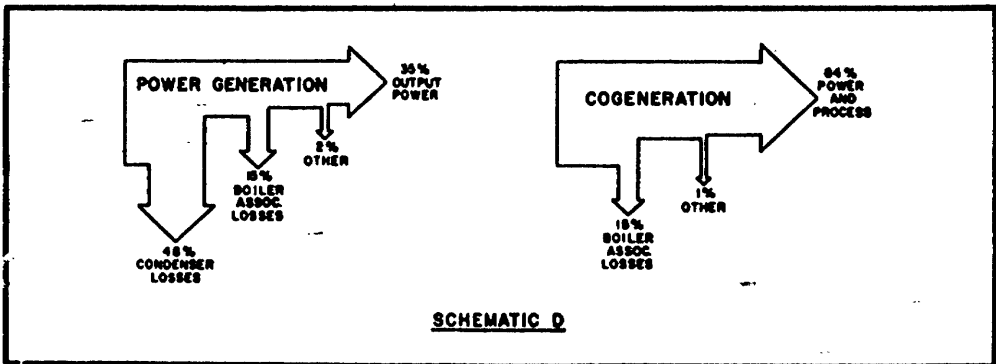 POWER GENERATION
35%
OUTPUT
POWER
2%
OTHER
15%
BOILER
ASSOC.
LOSSES
48%
CONDENSER
LOSSES
COGENERATION
84%
POWER
AND
PROCESS
1%
OTHER
15%
BOILER
ASSOC.
LOSSES
SCHEMATIC D